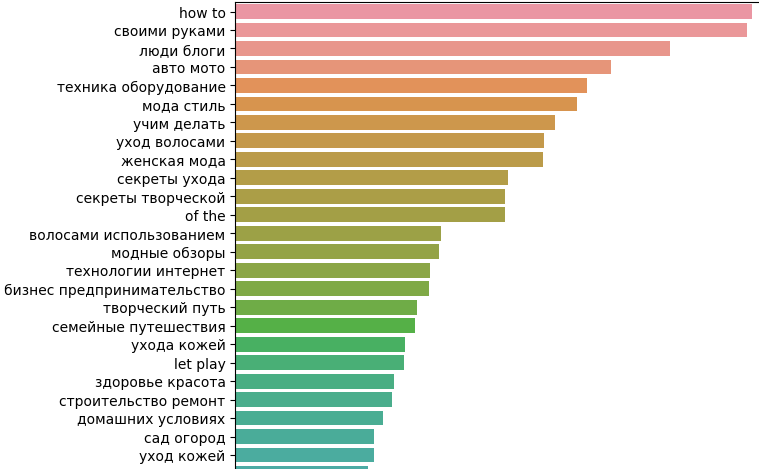 how to
своими руками
люди блоги
авто мото
техника оборудование
мода стиль
учим делать
уход волосами
женская мода
секреты ухода
секреты творческой
of the
волосами использованием
модные обзоры
технологии интернет
бизнес предпринимательство
творческий путь
семейные путешествия
ухода кожей
let play
здоровье красота
строительство ремонт
домашних условиях
сад огород
уход кожей